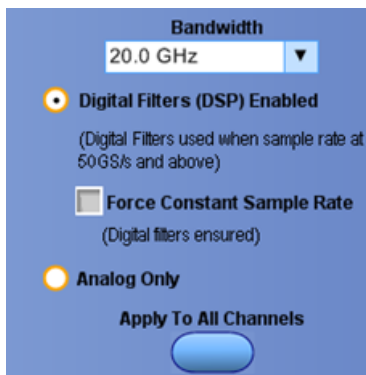 Bandwidth
20.0 GHz
Digital Filters (DSP) Enabled
(Digital Filters used when sample rate at
50GS/s and above)
Force Constant Sample Rate
(Digital filters ensured)
Analog Only
Apply To All Channels